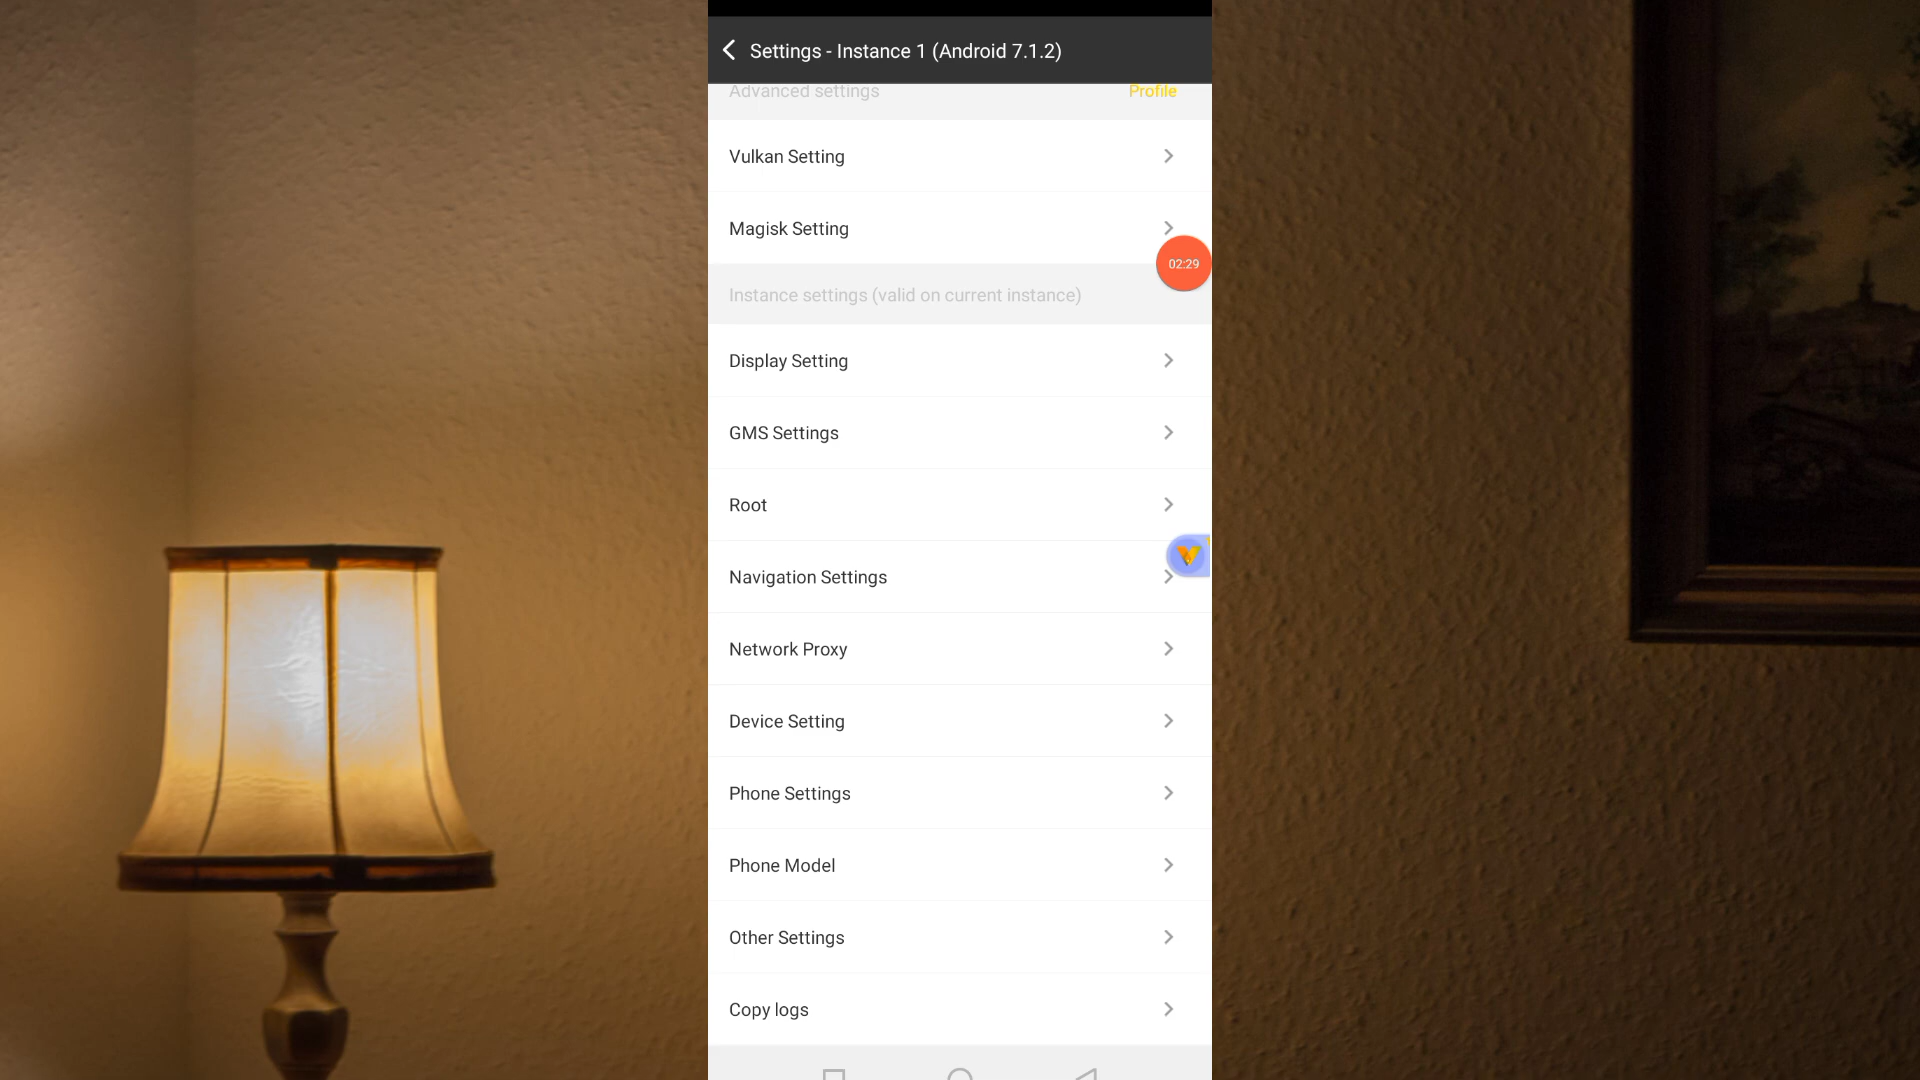 Settings - Instance 1 (Android 7.1.2)
Advanced settings
Profile
Vulkan Setting
Magisk Setting
02:29
Instance settings (valid on current instance)
Display Setting
GMS Settings
Root
Navigation Settings
Network Proxy
Device Setting
Phone Settings
Phone Model
Other Settings
Copy logs